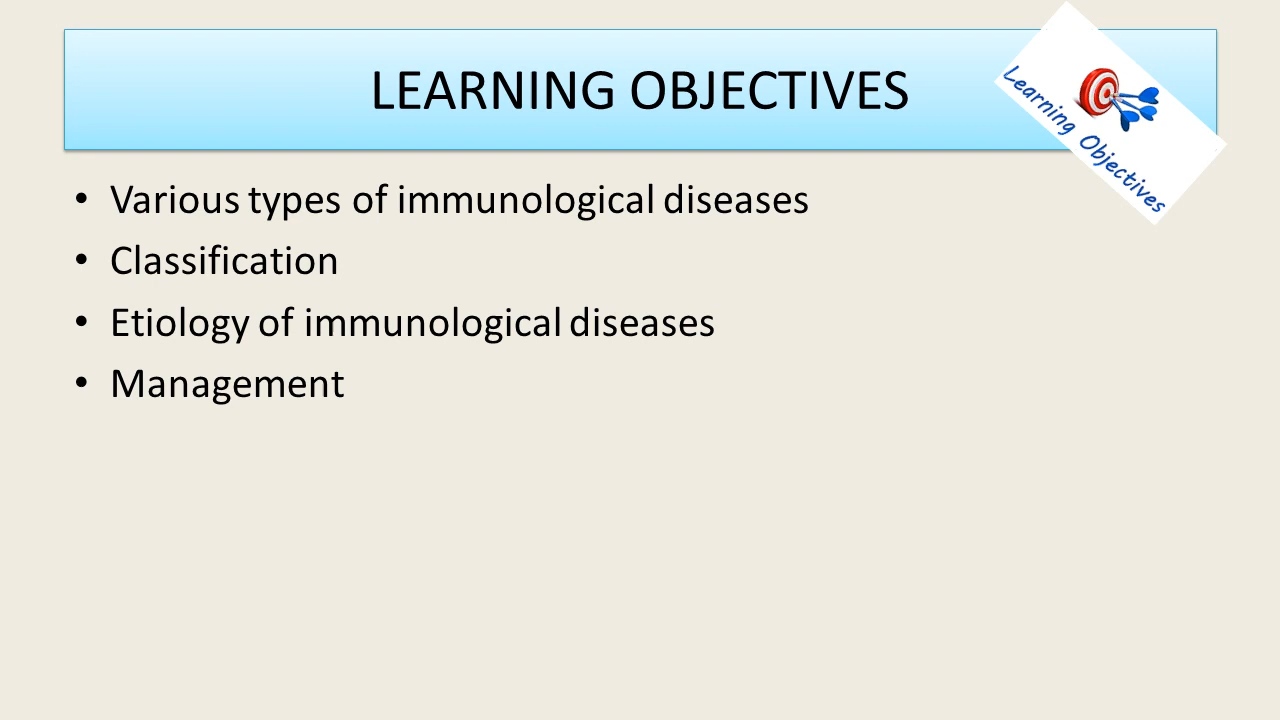 LEARNING OBJECTIVES
Learning Objectives
• Various types of immunological diseases
• Classification
• Etiology of immunological diseases
• Management